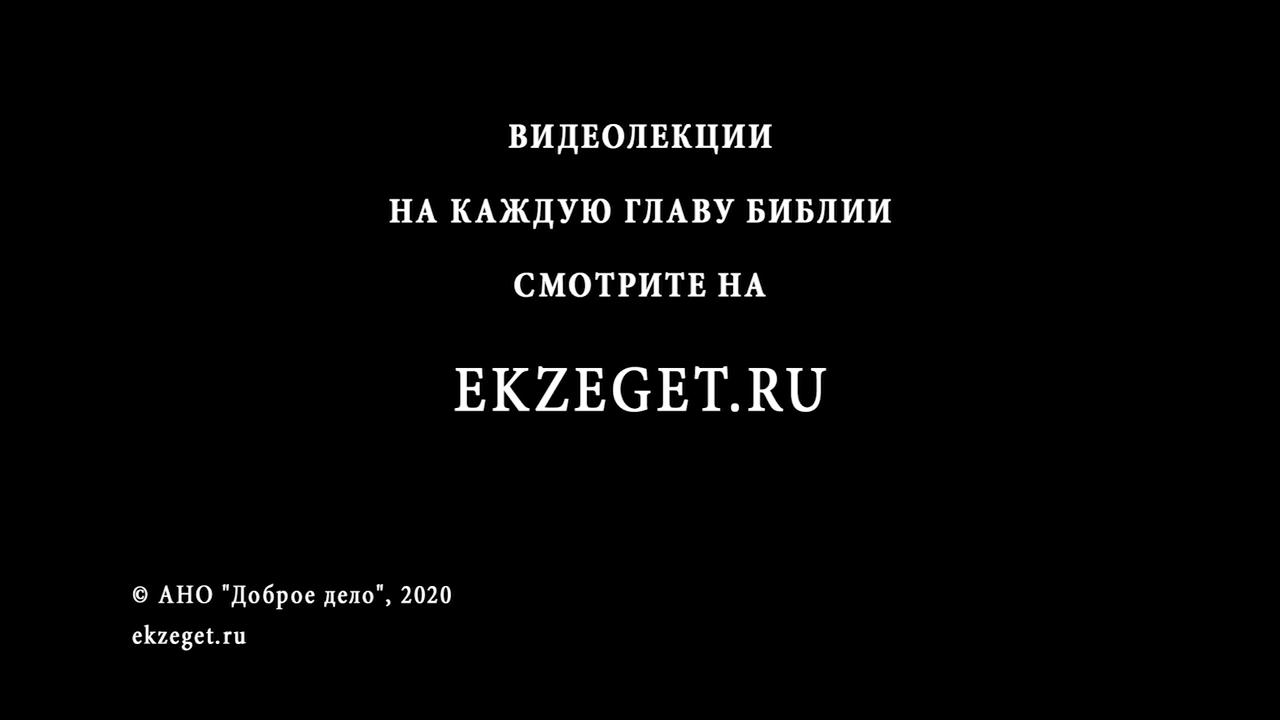 ВИДЕОЛЕКЦИИ
НА КАЖДУЮ ГЛАВУ БИБЛИИ
СМОТРИТЕ НА
EKZEGET.RU
© АНО "Доброе дело", 2020
ekzeget.ru